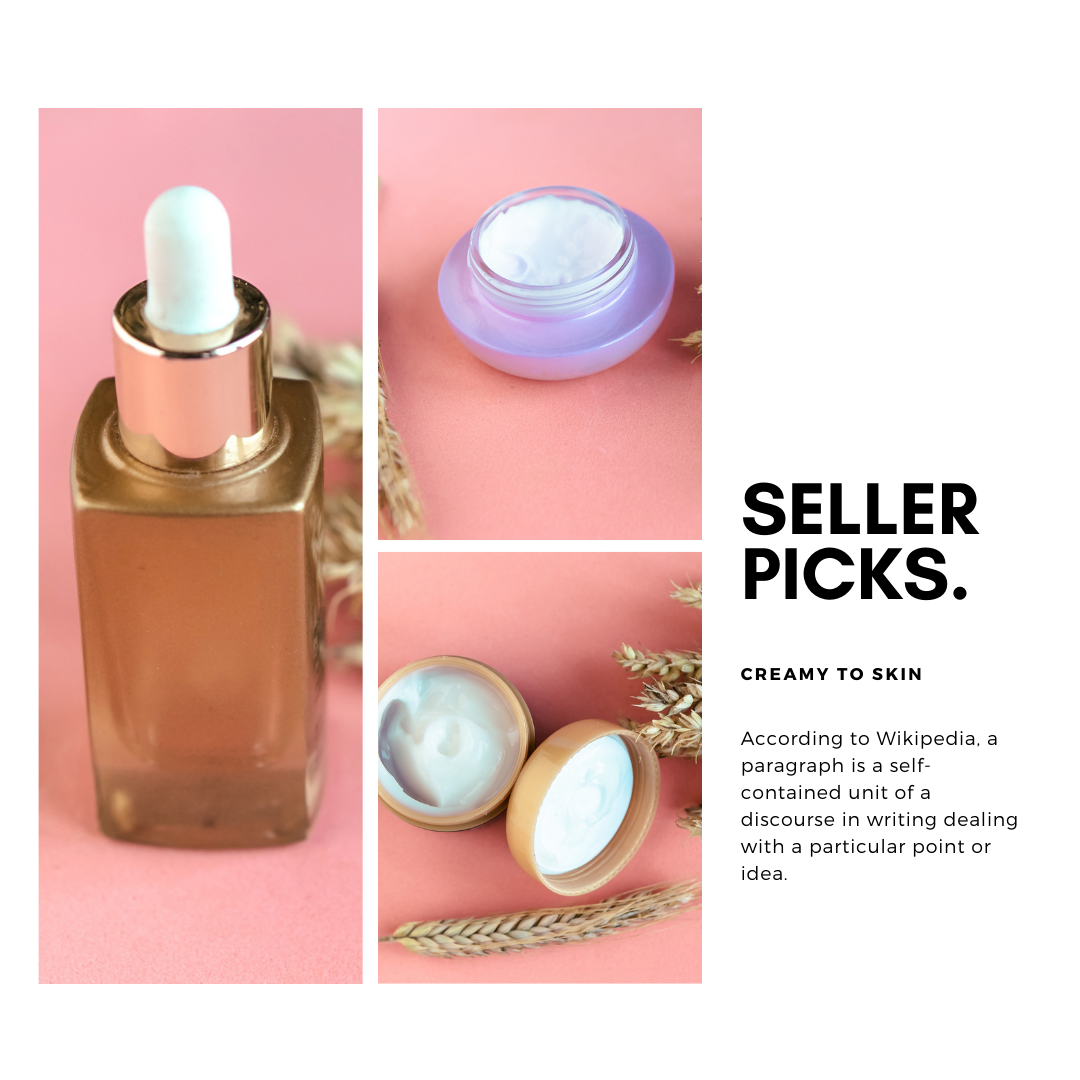 SELLER
PICKS.
CREAMY TO SKIN
According to Wikipedia, a
paragraph is a self-
contained unit of a
discourse in writing dealing
with a particular point or
idea.